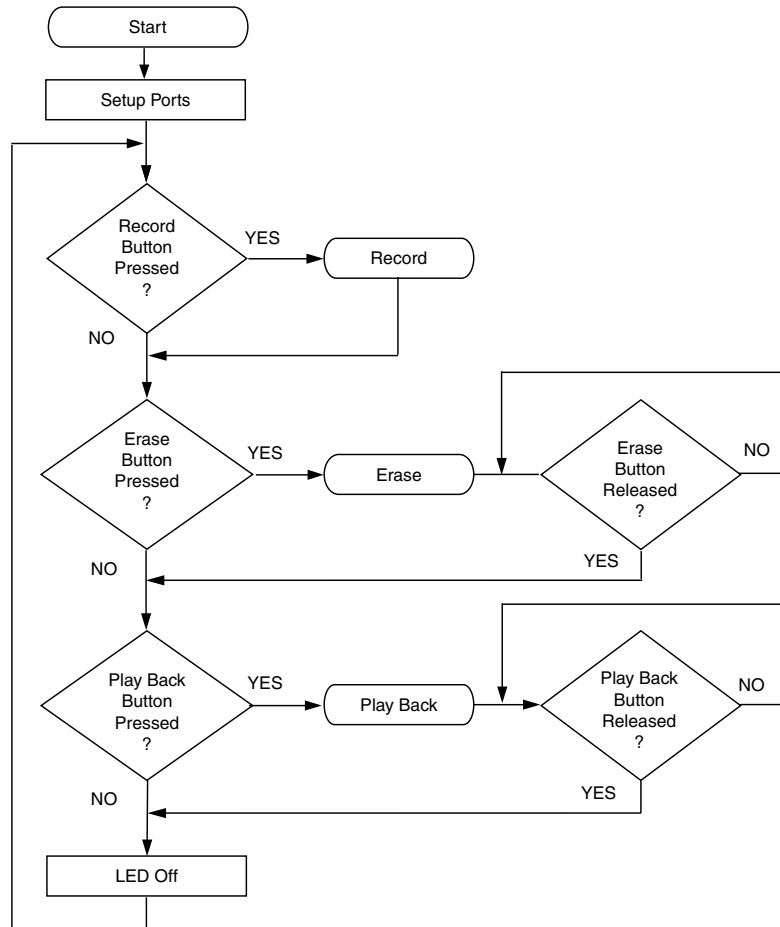 Start
Setup Ports
Record
Button
Pressed
?
YES
Record
NO
Erase
Button
Pressed
?
YES
Erase
Erase
Button
Released
?
NO
YES
NO
Play Back
Button
Pressed
?
YES
Play Back
Play Back
Button
Released
?
NO
YES
NO
LED Off